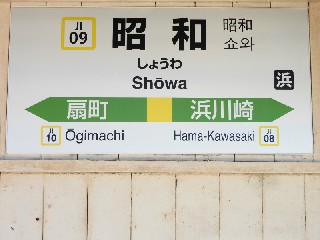 JI
09
昭和
昭和
쇼와
しょうわ
Shōwa
浜
扇町 浜川崎
JI
10
Ōgimachi
Hama-Kawasaki
JI
08